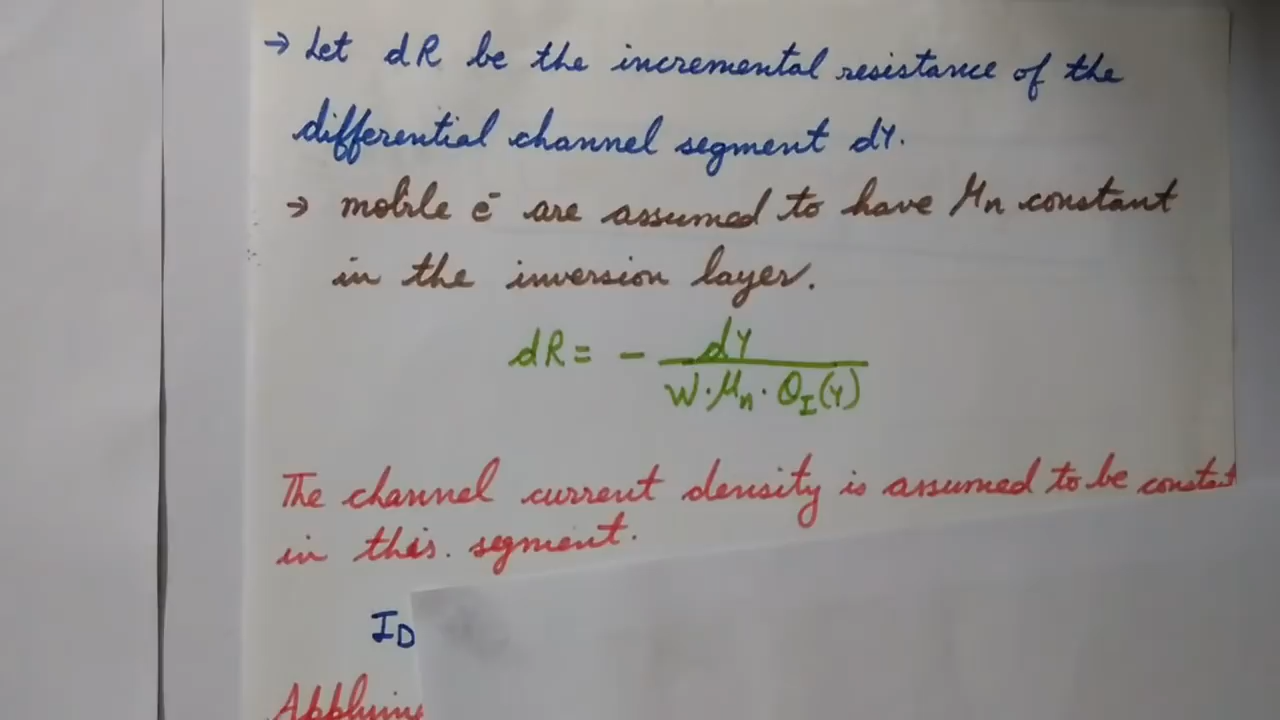 → Let dR be the incremental resistance of the
differential channel segment dY.
→ mobile e⁻ are assumed to have μn constant
in the inversion layer.
dR = - dY / W·μn·QI(Y)
The channel current density is assumed to be constat
in this. segment.
ID
Applying